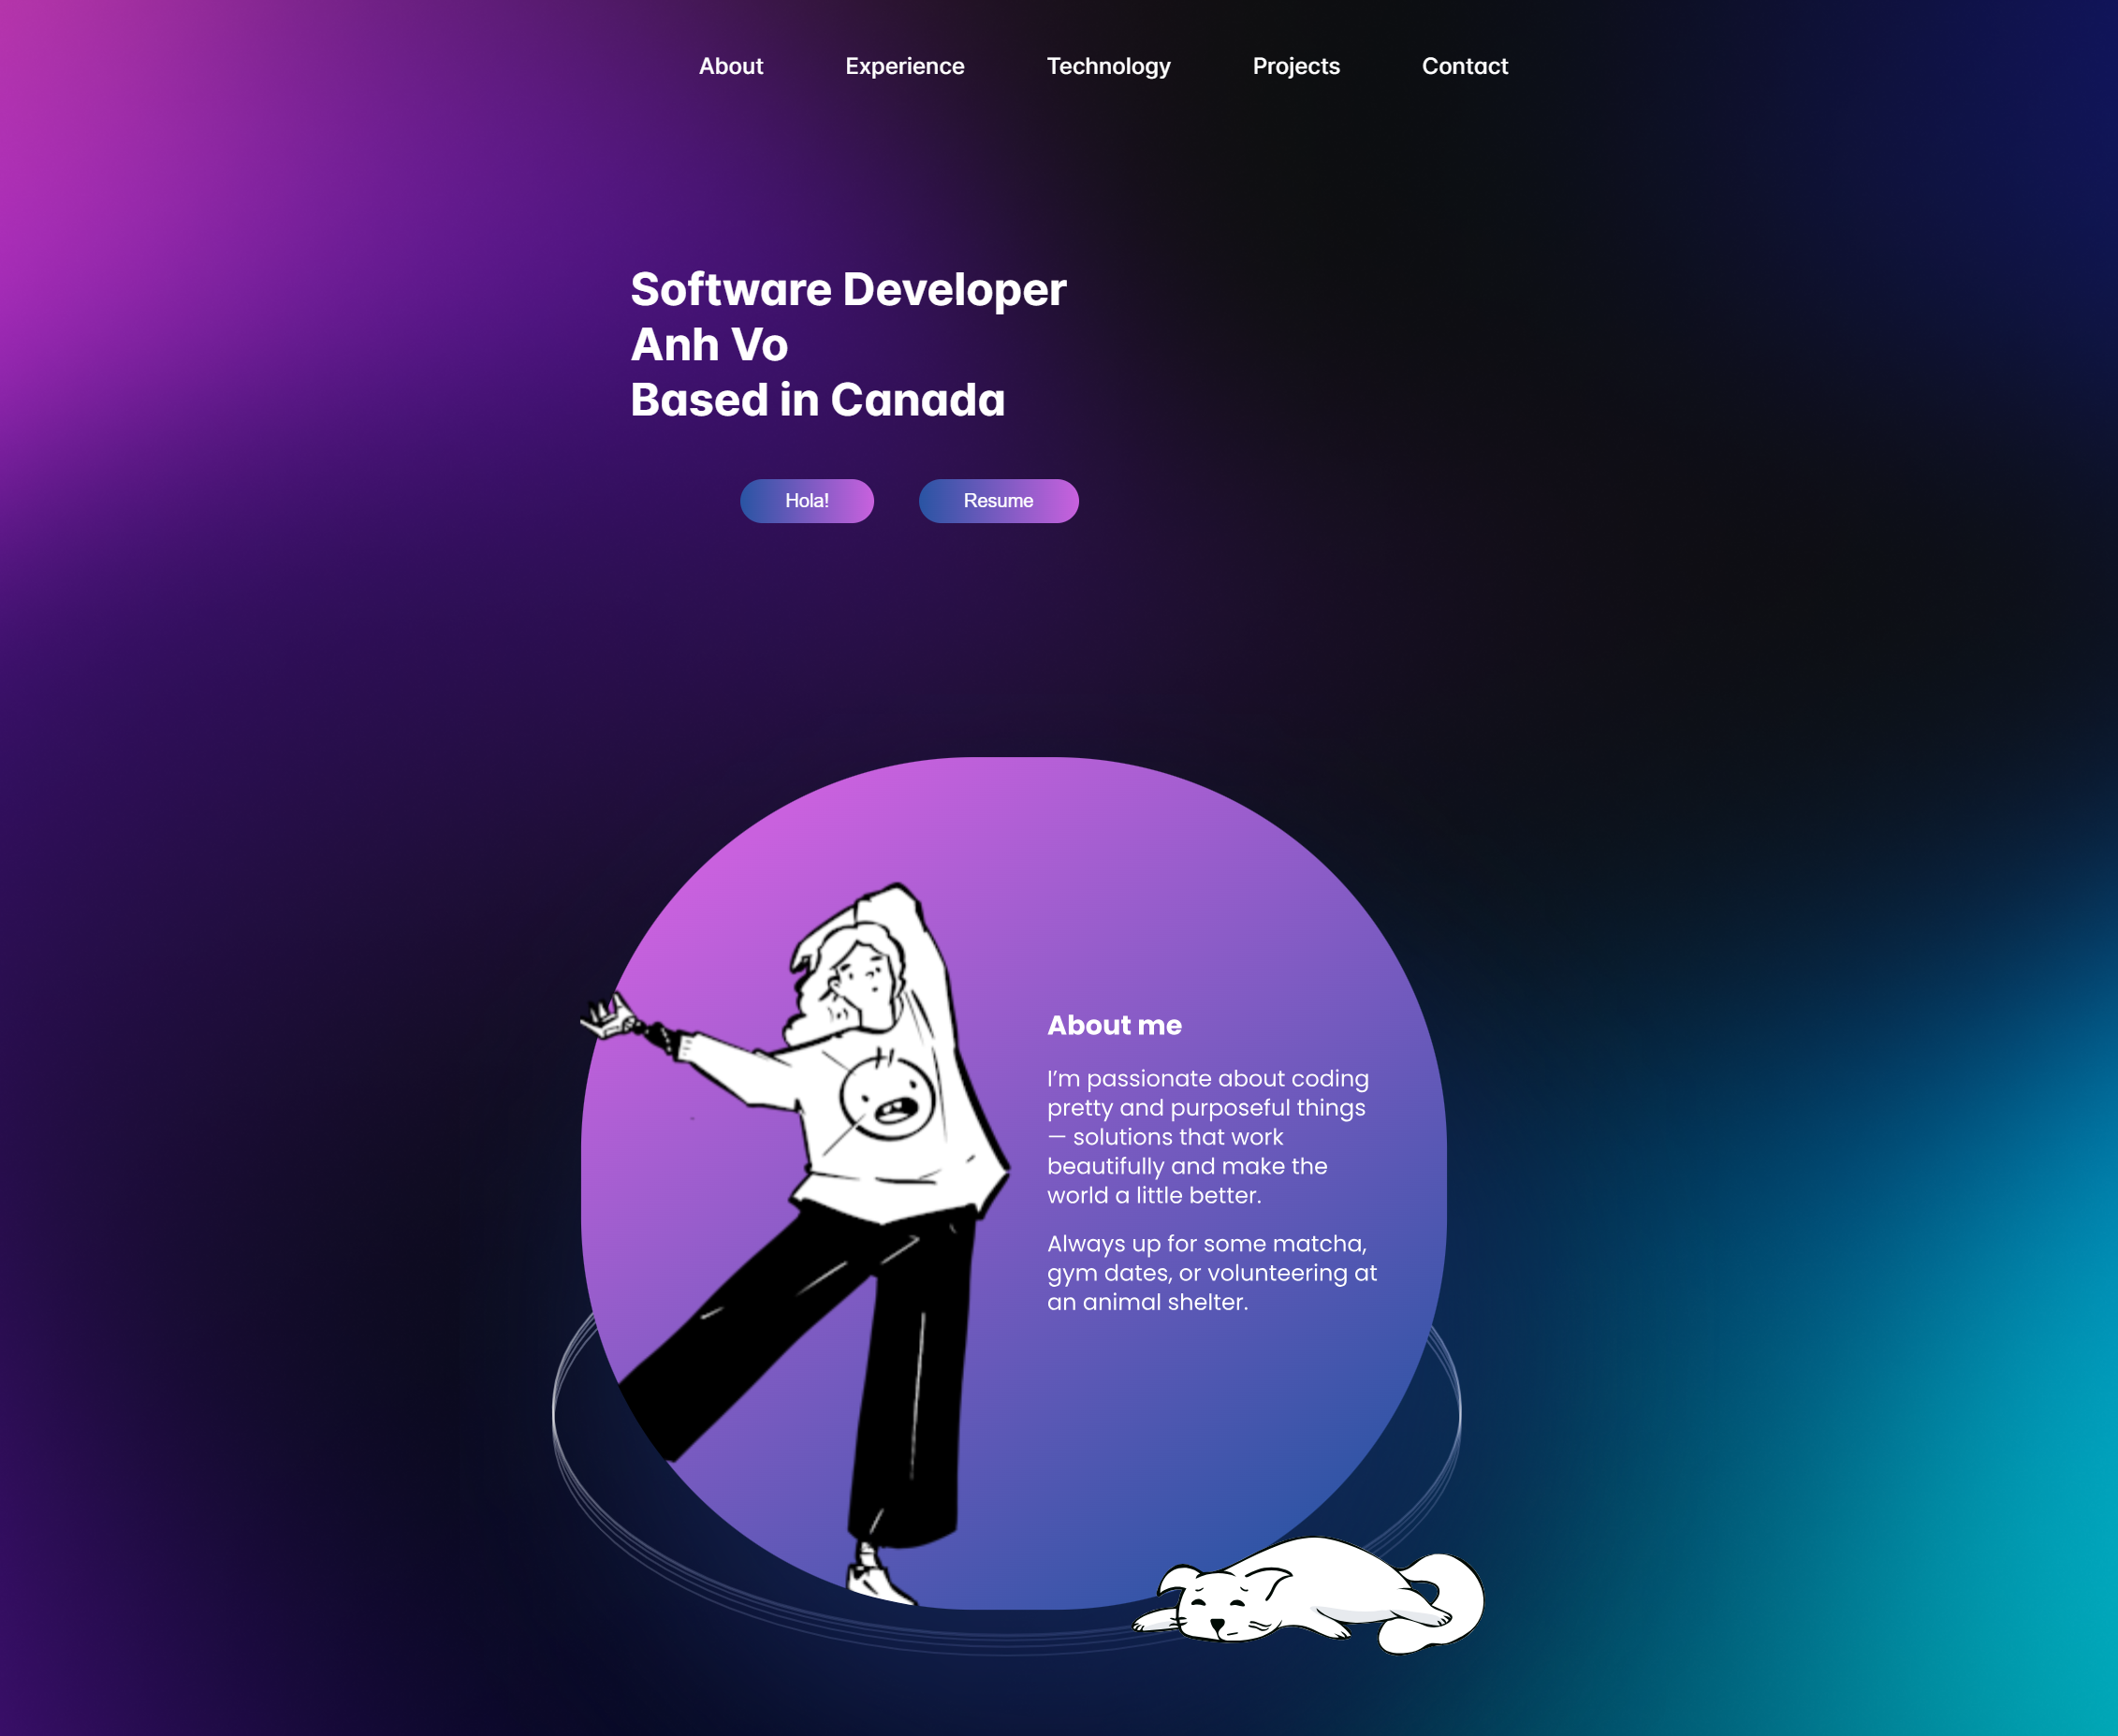 About Experience Technology Projects Contact
Software Developer
Anh Vo
Based in Canada
Hola! Resume
About me
I’m passionate about coding
pretty and purposeful things
— solutions that work
beautifully and make the
world a little better.
Always up for some matcha,
gym dates, or volunteering at
an animal shelter.